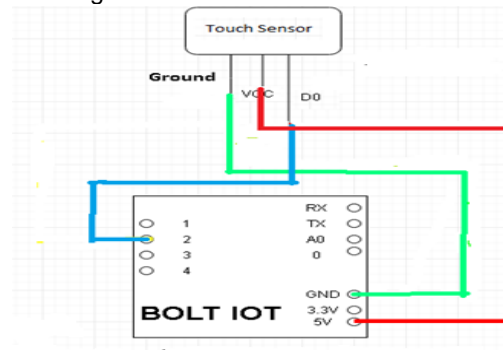 Touch Sensor
Ground
VCC
D0
RX
1
TX
2
A0
3
0
4
GND
BOLT IOT
3.3V
5V